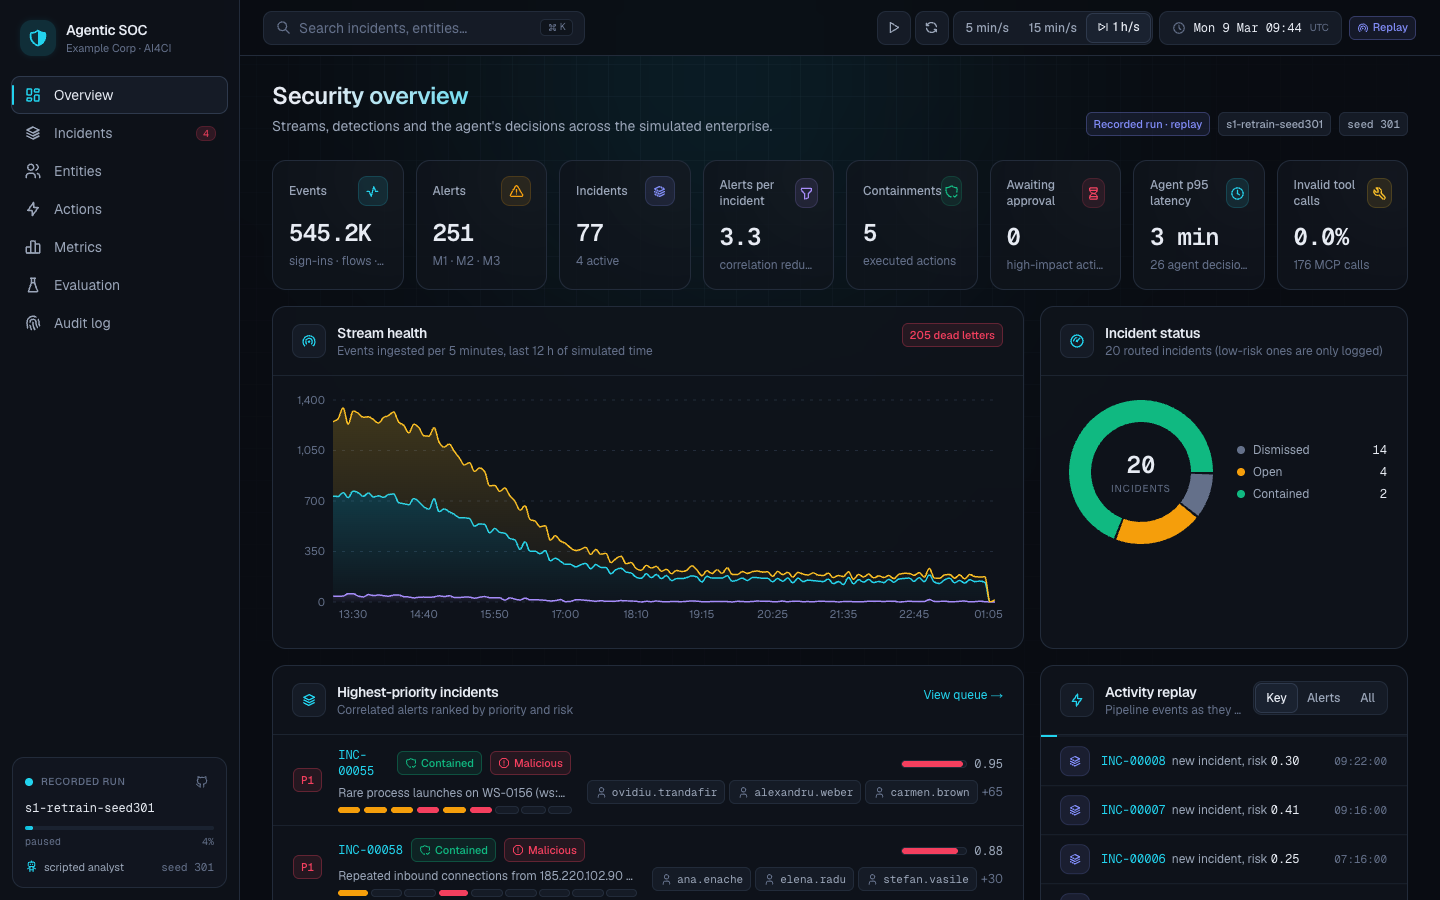 Agentic SOC
Example Corp · AI4CI
Overview
Incidents 4
Entities
Actions
Metrics
Evaluation
Audit log
RECORDED RUN
s1-retrain-seed301
paused 4%
scripted analyst seed 301
Search incidents, entities... ⌘ K
5 min/s 15 min/s 1 h/s
Mon 9 Mar 09:44 UTC
Replay
Security overview
Streams, detections and the agent's decisions across the simulated enterprise.
Recorded run · replay s1-retrain-seed301 seed 301
Events
545.2K
sign-ins · flows ·...
Alerts
251
M1 · M2 · M3
Incidents
77
4 active
Alerts per
incident
3.3
correlation redu...
Containments
5
executed actions
Awaiting
approval
0
high-impact acti...
Agent p95
latency
3 min
26 agent decisio...
Invalid tool
calls
0.0%
176 MCP calls
Stream health
Events ingested per 5 minutes, last 12 h of simulated time
205 dead letters
1,400
1,050
700
350
0
13:30 14:40 15:50 17:00 18:10 19:15 20:25 21:35 22:45 01:05
Incident status
20 routed incidents (low-risk ones are only logged)
20
INCIDENTS
Dismissed 14
Open 4
Contained 2
Highest-priority incidents
Correlated alerts ranked by priority and risk
View queue →
P1
INC-
00055
Contained Malicious 0.95
Rare process launches on WS-0156 (ws:... ovidiu.trandafir alexandru.weber carmen.brown +65
P1
INC-00058 Contained Malicious 0.88
Repeated inbound connections from 185.220.102.90 ... ana.enache elena.radu stefan.vasile +30
Activity replay
Pipeline events as they ...
Key Alerts All
INC-00008 new incident, risk 0.30 09:22:00
INC-00007 new incident, risk 0.41 09:16:00
INC-00006 new incident, risk 0.25 07:16:00